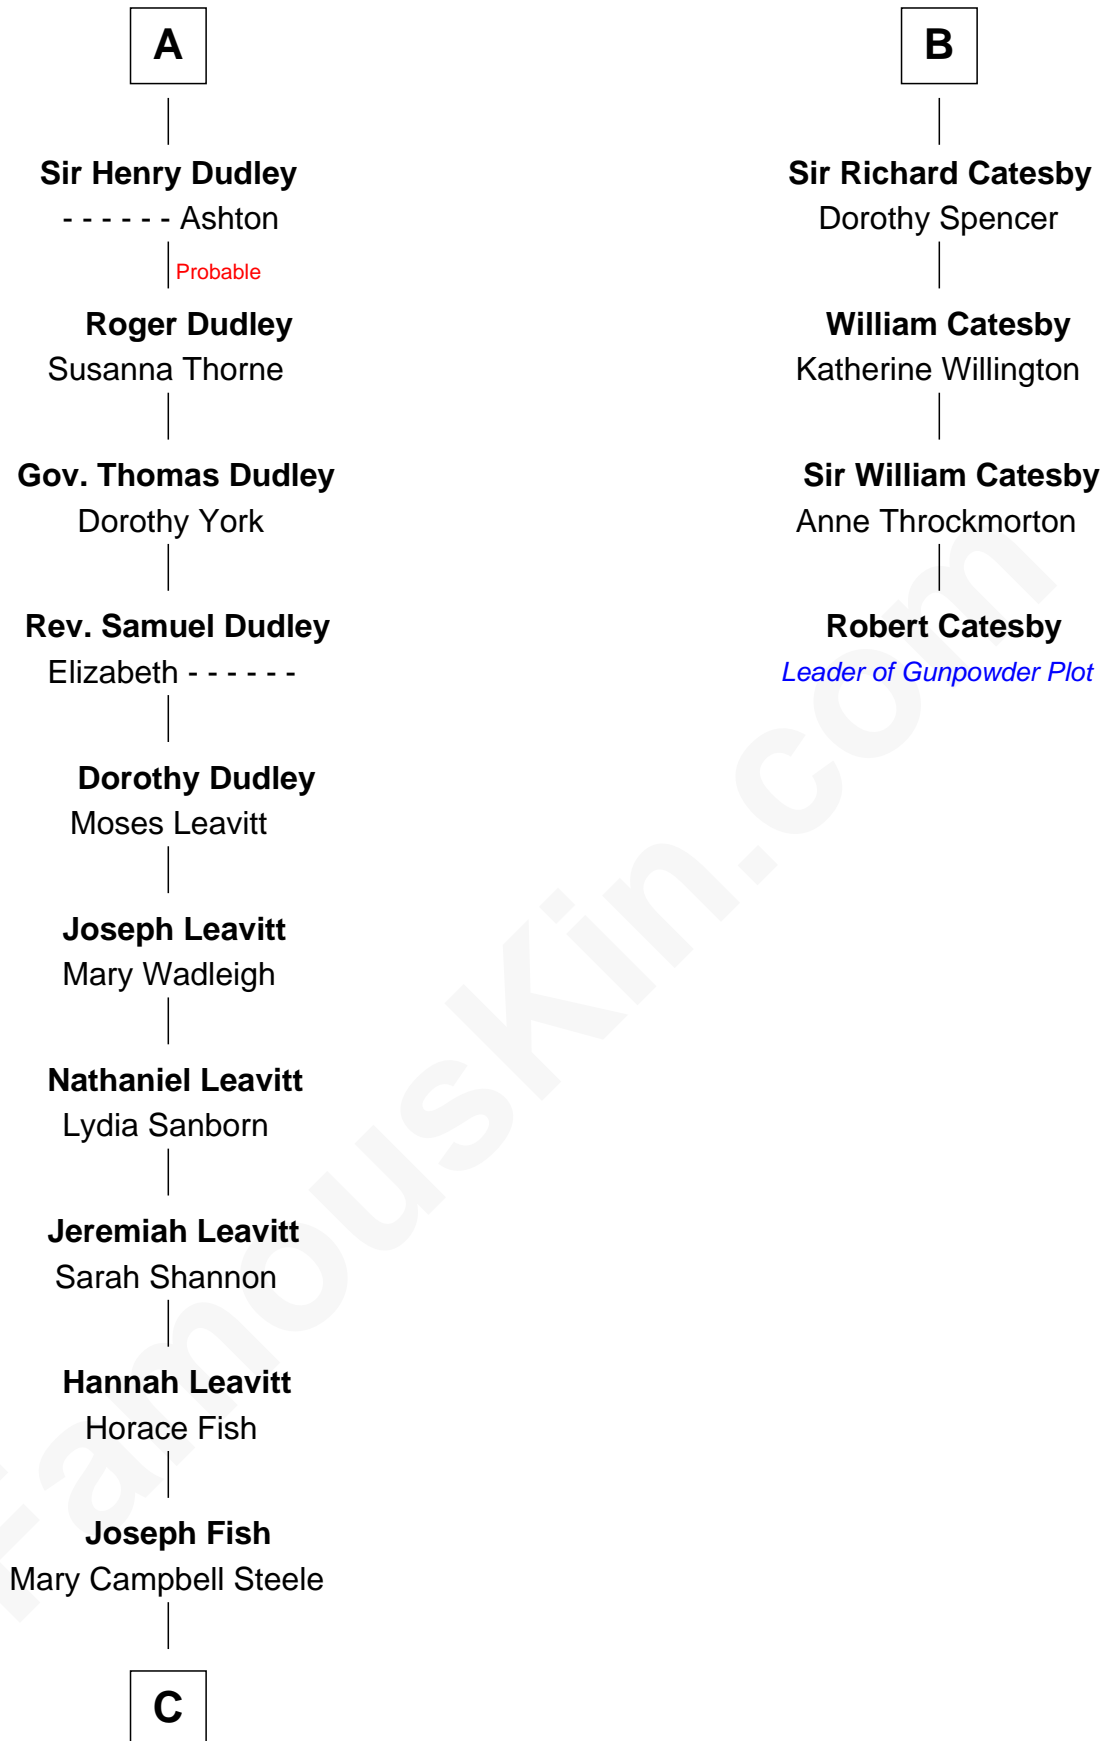 A
Sir Henry Dudley
- - - - - - Ashton
Probable
Roger Dudley
Susanna Thorne
Gov. Thomas Dudley
Dorothy York
Rev. Samuel Dudley
Elizabeth - - - - - -
Dorothy Dudley
Moses Leavitt
Joseph Leavitt
Mary Wadleigh
Nathaniel Leavitt
Lydia Sanborn
Jeremiah Leavitt
Sarah Shannon
Hannah Leavitt
Horace Fish
Joseph Fish
Mary Campbell Steele
C
B
Sir Richard Catesby
Dorothy Spencer
William Catesby
Katherine Willington
Sir William Catesby
Anne Throckmorton
Robert Catesby
Leader of Gunpowder Plot
FamousKin.com